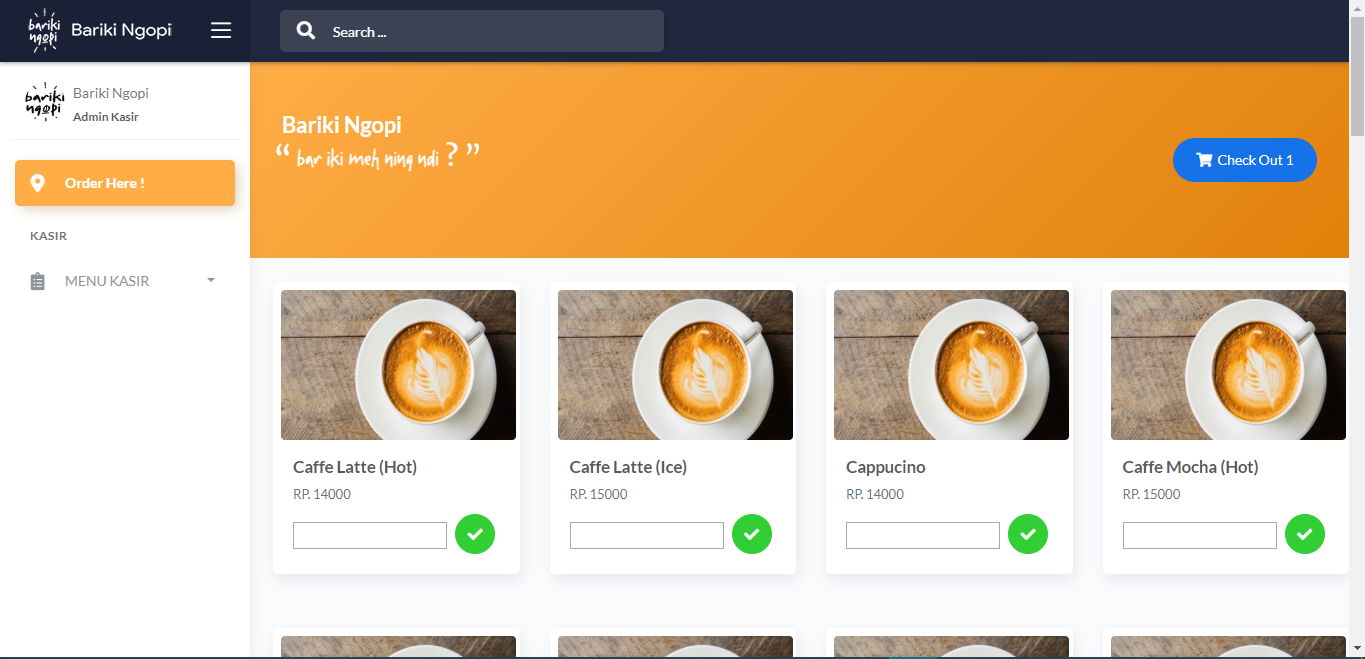 bariki
ngopi
Bariki Ngopi
Search ...
bariki
ngopi
Bariki Ngopi
Admin Kasir
Order Here !
KASIR
MENU KASIR
Bariki Ngopi
“ bar iki meh ning ndi ? ”
Check Out 1
Caffe Latte (Hot)
RP. 14000
Caffe Latte (Ice)
RP. 15000
Cappucino
RP. 14000
Caffe Mocha (Hot)
RP. 15000